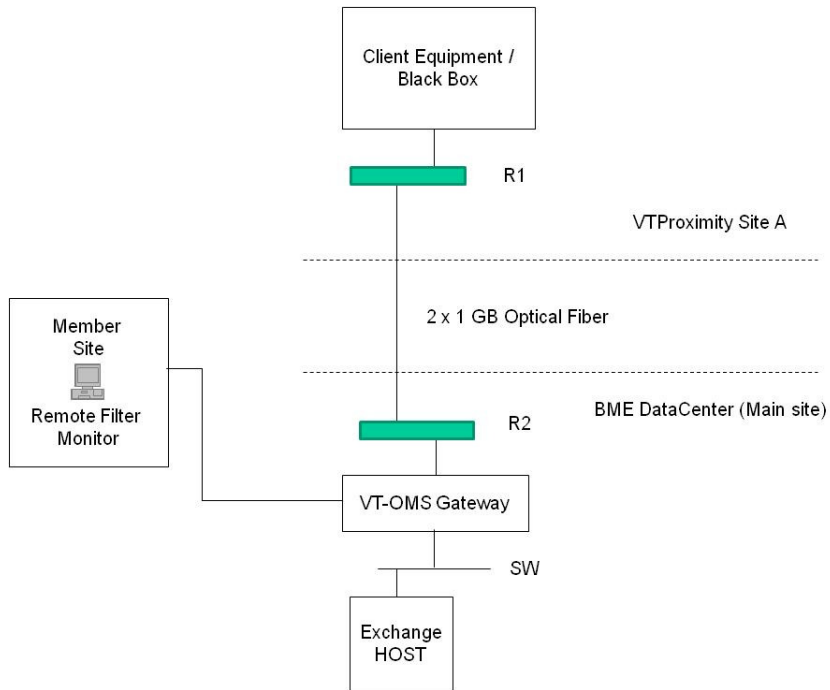 Client Equipment /
Black Box
R1
VTProximity Site A
2 x 1 GB Optical Fiber
Member
Site
Remote Filter
Monitor
BME DataCenter (Main site)
R2
VT-OMS Gateway
SW
Exchange
HOST